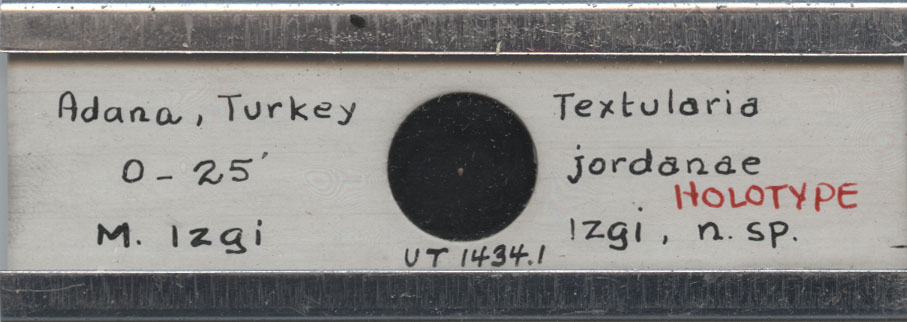 Adana, Turkey
0-25'
M. Izgi
UT 1434.1
Textularia
jordanae
HOLOTYPE
Izgi, n. sp.